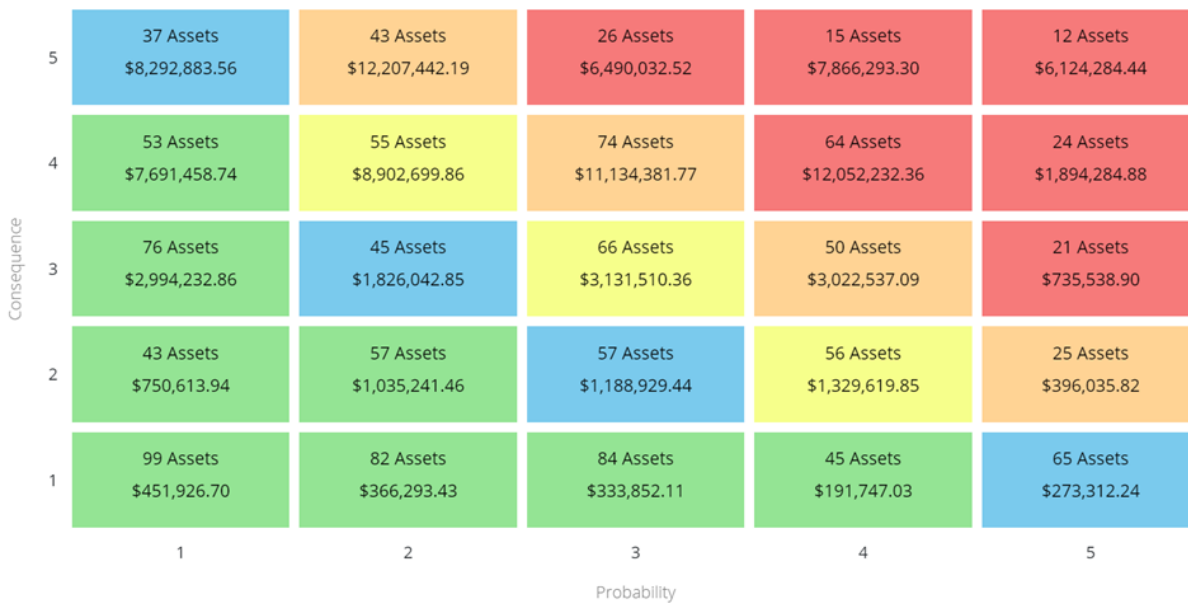 37 Assets
$8,292,883.56
43 Assets
$12,207,442.19
26 Assets
$6,490,032.52
15 Assets
$7,866,293.30
12 Assets
$6,124,284.44
5
53 Assets
$7,691,458.74
55 Assets
$8,902,699.86
74 Assets
$11,134,381.77
64 Assets
$12,052,232.36
24 Assets
$1,894,284.88
4
76 Assets
$2,994,232.86
45 Assets
$1,826,042.85
66 Assets
$3,131,510.36
50 Assets
$3,022,537.09
21 Assets
$735,538.90
3
Consequence
43 Assets
$750,613.94
57 Assets
$1,035,241.46
57 Assets
$1,188,929.44
56 Assets
$1,329,619.85
25 Assets
$396,035.82
2
99 Assets
$451,926.70
82 Assets
$366,293.43
84 Assets
$333,852.11
45 Assets
$191,747.03
65 Assets
$273,312.24
1
1
2
3
4
5
Probability